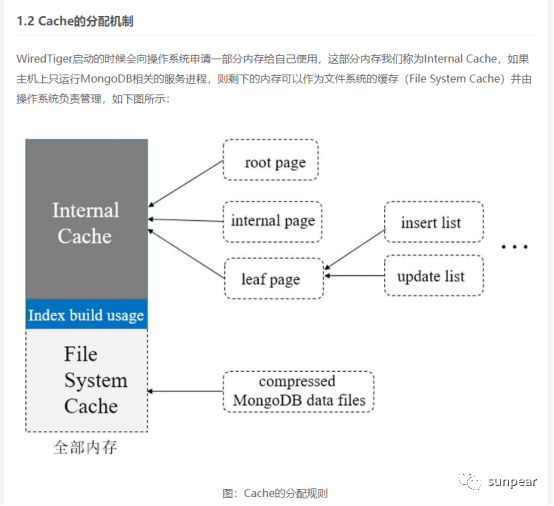 1.2 Cache的分配机制
WiredTiger启动的时候会向操作系统申请一部分内存给自己使用，这部分内存我们称为Internal Cache，如果
主机上只运行MongoDB相关的服务进程，则剩下的内存可以作为文件系统的缓存（File System Cache）并由
操作系统负责管理，如下图所示：
Internal
Cache
Index build usage
File
System
Cache
全部内存
root page
internal page
leaf page
insert list
update list
...
compressed
MongoDB data files
sunpear
图：Cache的分配规则